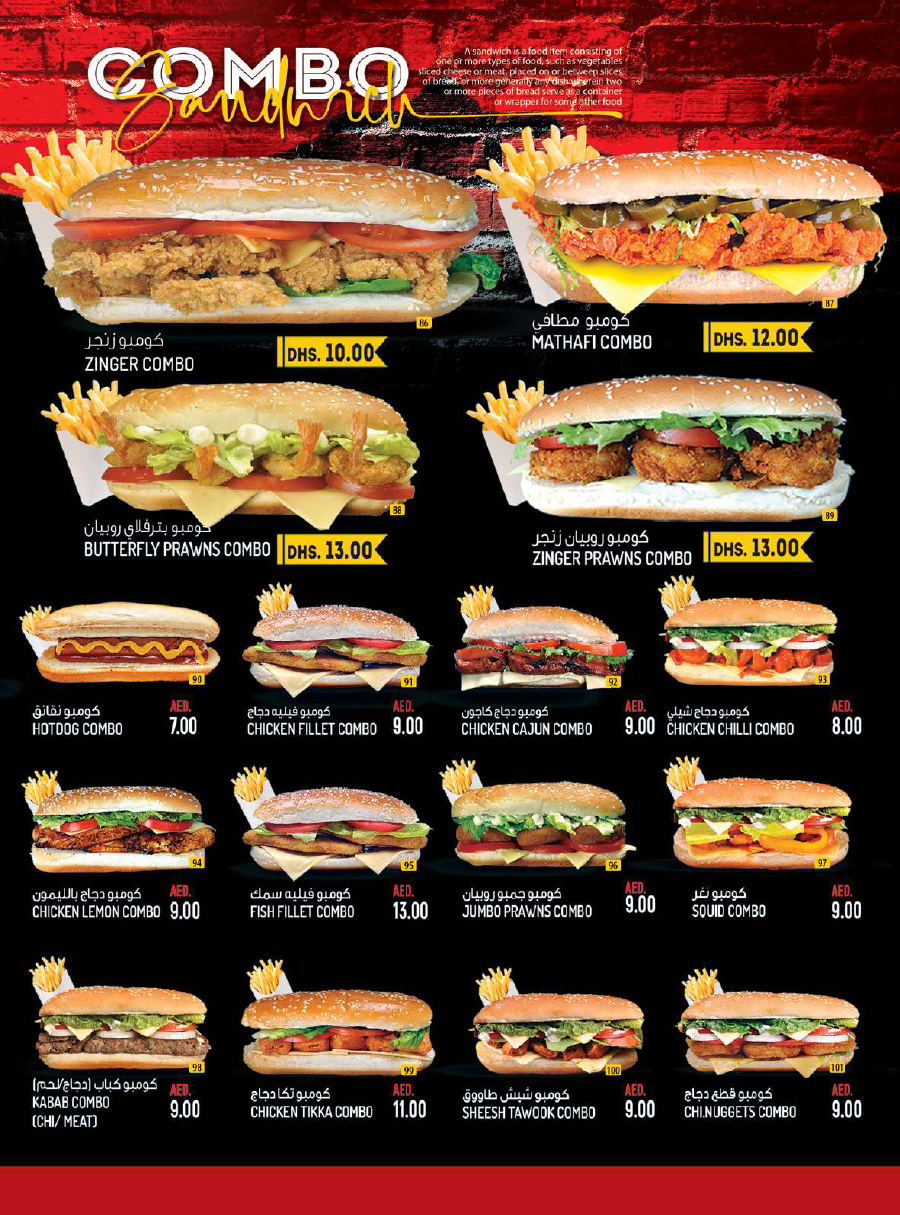 COMBO
Sandwich
A sandwich is a food item consisting of
one or more types of food, such as vegetables
sliced cheese or meat, placed on or between slices
of bread, or more generally any dish wherein two
or more pieces of bread serve as a container
or wrapper for some other food
86
87
كومبو زنجر
ZINGER COMBO
DHS. 10.00
كومبو مطافي
MATHAFI COMBO
DHS. 12.00
88
89
كومبو بترفلاي روبيان
BUTTERFLY PRAWNS COMBO
DHS. 13.00
كومبو روبيان زنجر
ZINGER PRAWNS COMBO
DHS. 13.00
90
91
92
93
كومبو نقانق
HOTDOG COMBO
AED.
7.00
كومبو فيليه دجاج
CHICKEN FILLET COMBO
AED.
9.00
كومبو دجاج كاجون
CHICKEN CAJUN COMBO
AED.
9.00
كومبو دجاج شيلي
CHICKEN CHILLI COMBO
AED.
8.00
94
95
96
97
كومبو دجاج بالليمون
CHICKEN LEMON COMBO
AED.
9.00
كومبو فيليه سمك
FISH FILLET COMBO
AED.
13.00
كومبو جمبو روبيان
JUMBO PRAWNS COMBO
AED.
9.00
كومبو نغر
SQUID COMBO
AED.
9.00
98
99
100
101
كومبو كباب (دجاج/لحم)
KABAB COMBO
(CHI/ MEAT)
AED.
9.00
كومبو تكا دجاج
CHICKEN TIKKA COMBO
AED.
11.00
كومبو شيش طاووق
SHEESH TAWOOK COMBO
AED.
9.00
كومبو قطع دجاج
CHI.NUGGETS COMBO
AED.
9.00